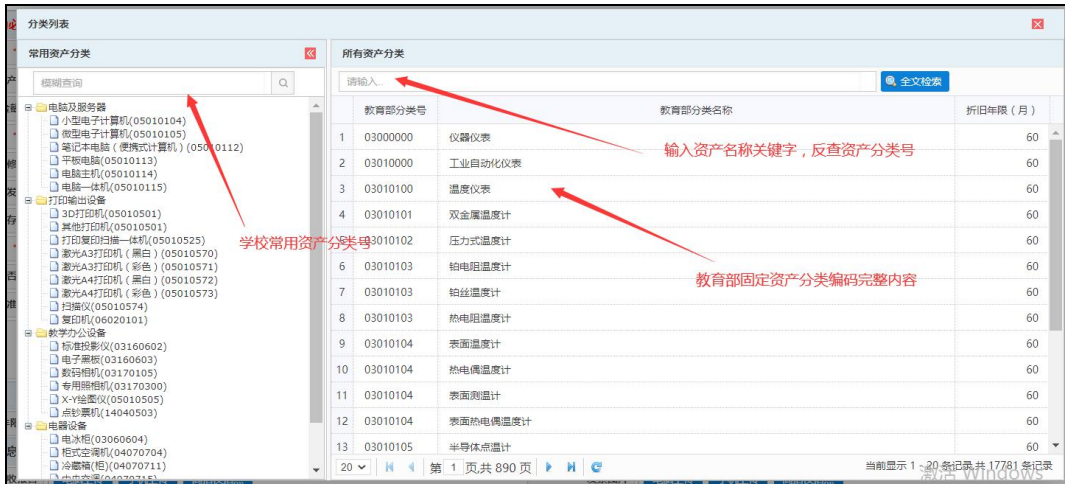 分类列表
常用资产分类
模糊查询
电脑及服务器
小型电子计算机(05010104)
微型电子计算机(05010105)
笔记本电脑(便携式计算机)(05010112)
平板电脑(05010113)
电脑主机(05010114)
电脑一体机(05010115)
打印输出设备
3D打印机(05010501)
其他打印机(05010501)
打印复印扫描一体机(05010525)
激光A3打印机(黑白)(05010570)
激光A3打印机(彩色)(05010571)
激光A4打印机(黑白)(05010572)
激光A4打印机(彩色)(05010573)
扫描仪(05010574)
复印机(06020101)
教学办公设备
标准投影仪(03160602)
电子黑板(03160603)
数码相机(03170105)
专用照相机(03170300)
X-Y绘图仪(05010505)
点钞票机(14040503)
电器设备
电冰柜(03060604)
柜式空调机(04070704)
冷藏箱(柜)(04070711)
中央空调(04070715)
学校常用资产分类号
所有资产分类
请输入..
全文检索
教育部分类号 教育部分类名称 折旧年限(月)
1 03000000 仪器仪表 60
2 03010000 工业自动化仪表 60
3 03010100 温度仪表 60
4 03010101 双金属温度计 60
5 03010102 压力式温度计 60
6 03010103 铂电阻温度计 60
7 03010103 铂丝温度计 60
8 03010103 热电阻温度计 60
9 03010104 表面温度计 60
10 03010104 热电偶温度计 60
11 03010104 表面测温计 60
12 03010104 表面热电偶温度计 60
13 03010105 半导体点温计 60
输入资产名称关键字,反查资产分类号
教育部固定资产分类编码完整内容
20 第 1 页,共 890 页 当前显示 1 - 20 条记录 共 17781 条记录
激活 Windows